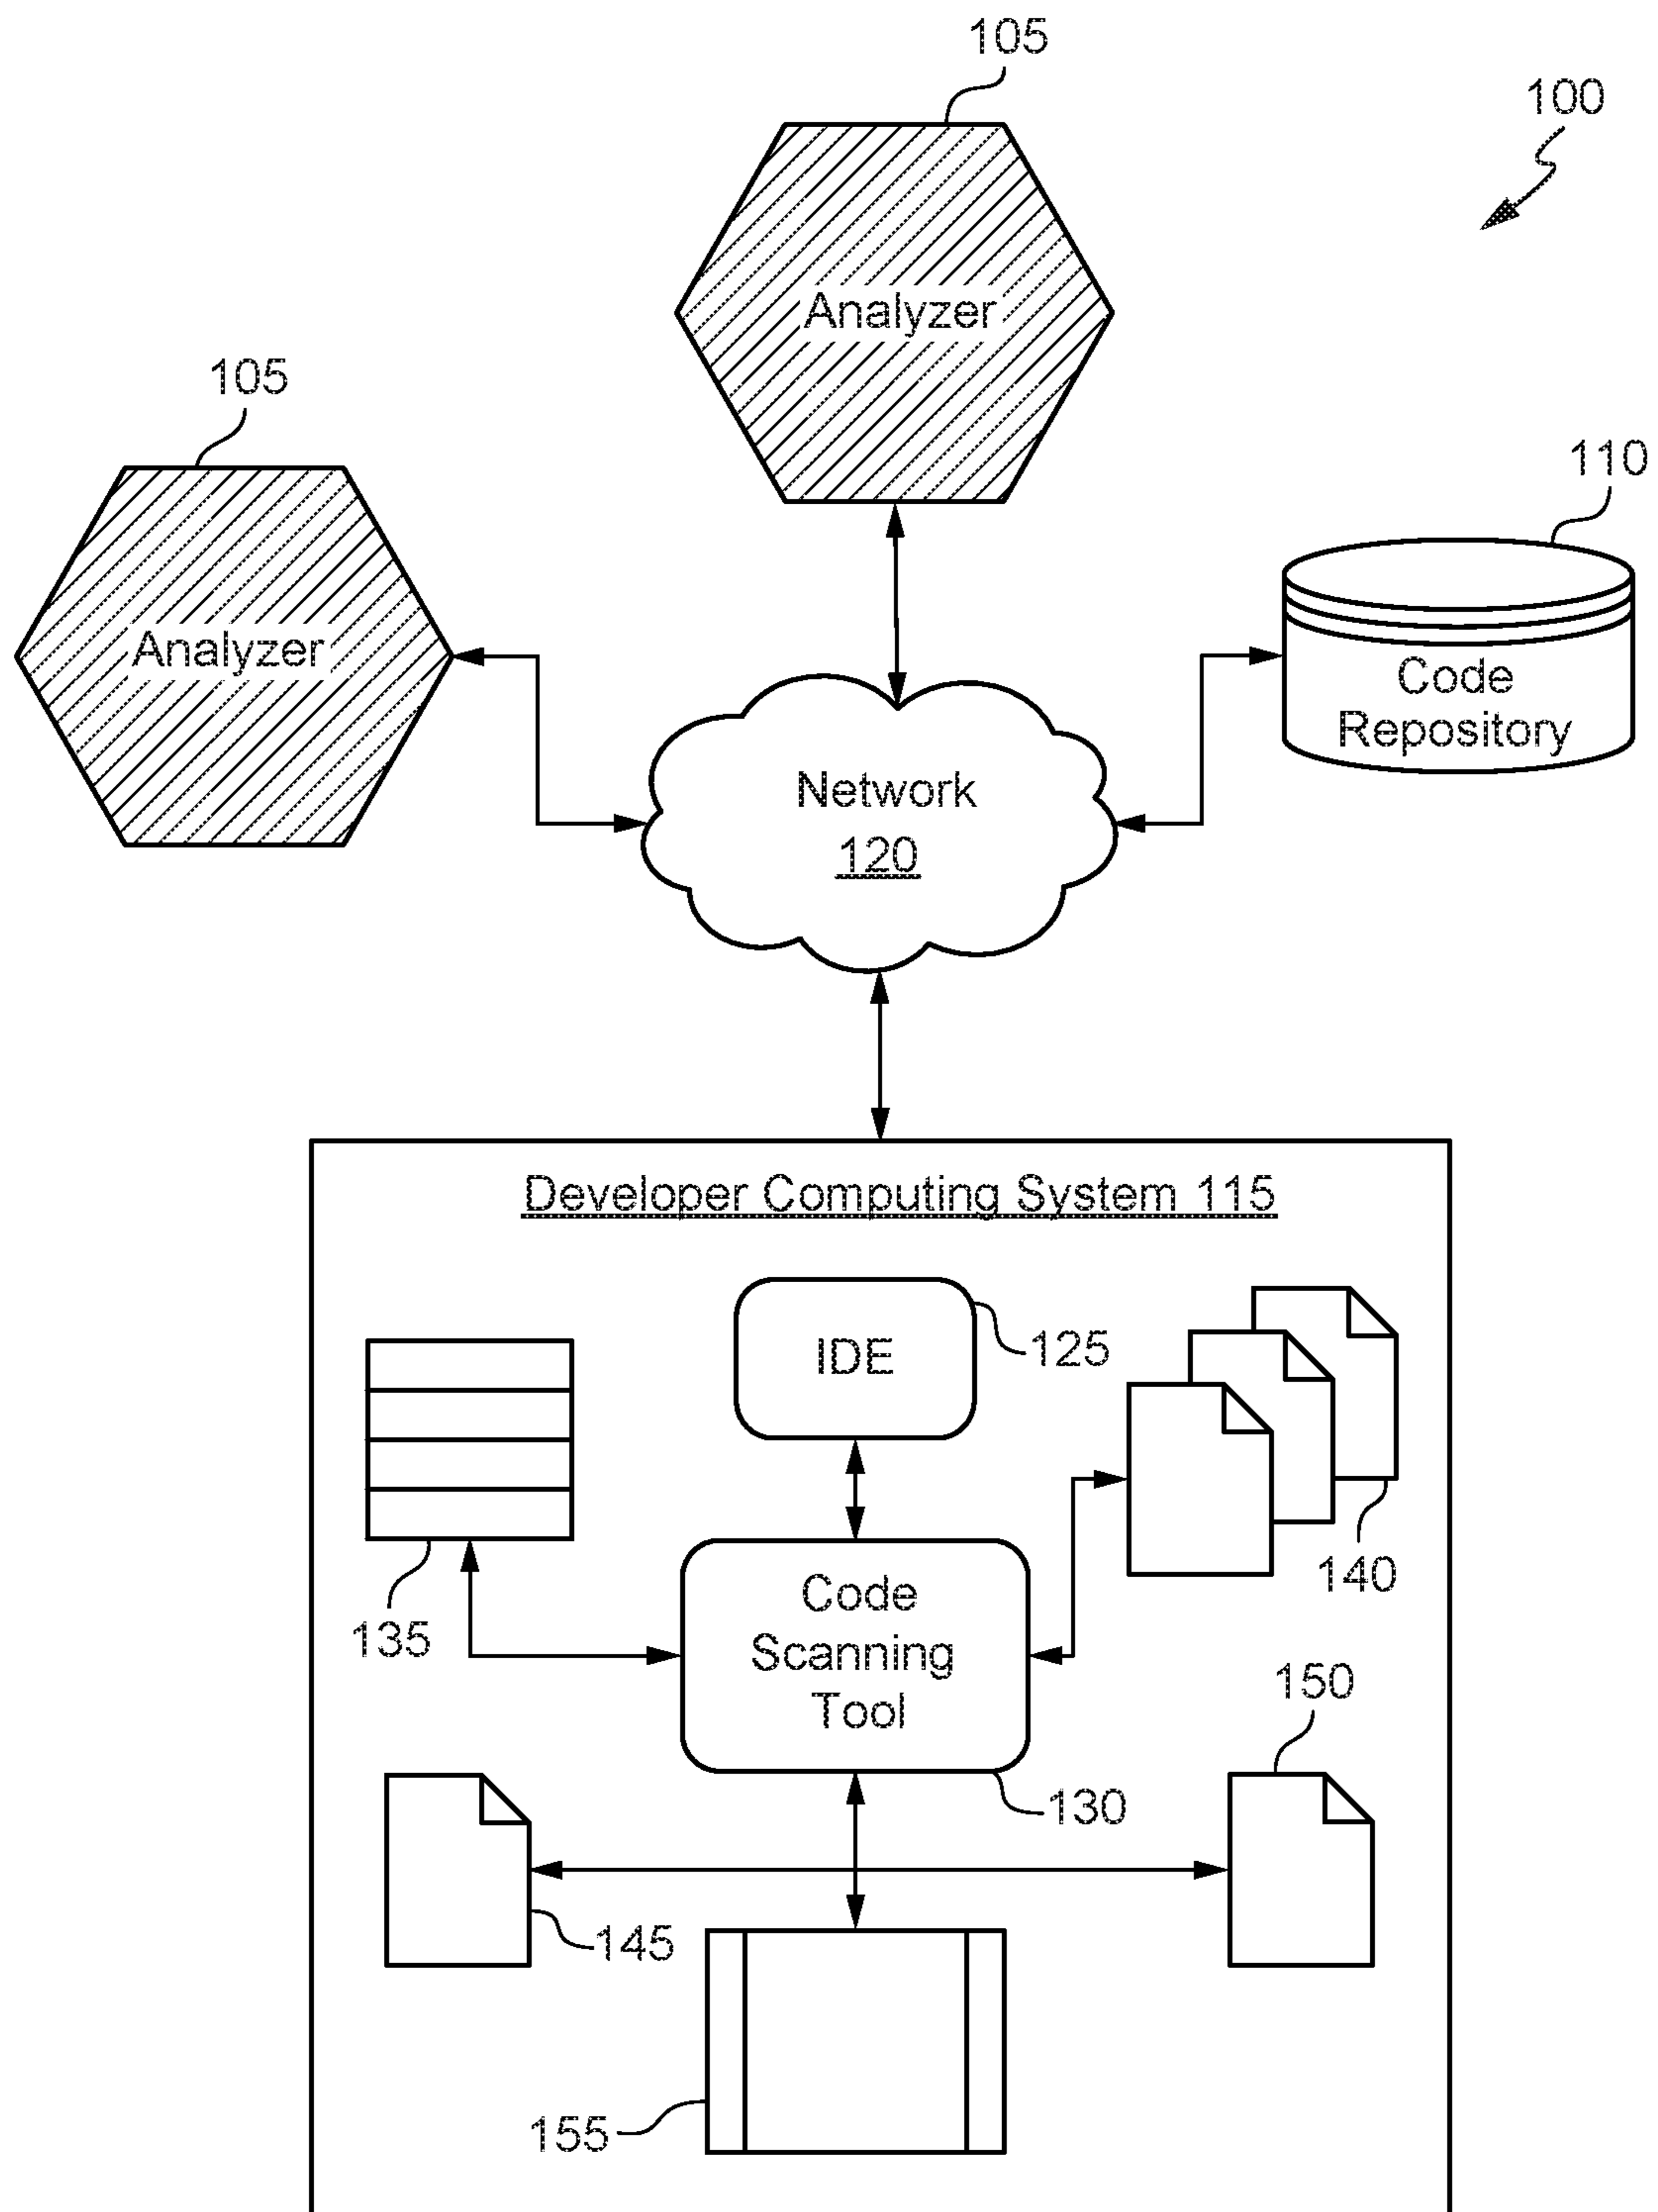 105
100
Analyzer
105
110
Analyzer
Code
Repository
Network
120
Developer Computing System 115
IDE
125
140
135
Code
Scanning
Tool
150
130
145
155